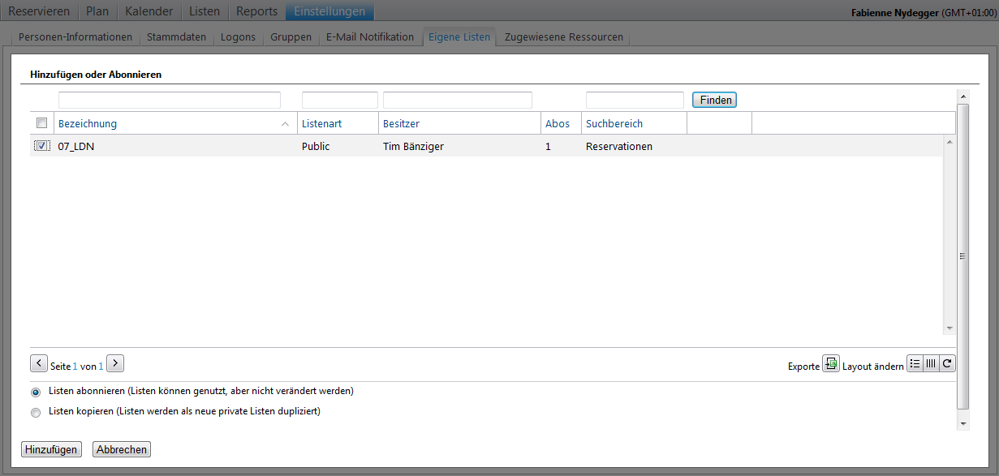 Reservieren Plan Kalender Listen Reports Einstellungen Fabienne Nydegger (GMT+01:00)
Personen-Informationen Stammdaten Logons Gruppen E-Mail Notifikation Eigene Listen Zugewiesene Ressourcen
Hinzufügen oder Abonnieren
Finden
Bezeichnung Listenart Besitzer Abos Suchbereich
07_LDN Public Tim Bänziger 1 Reservationen
Seite 1 von 1 Exporte Layout ändern
Listen abonnieren (Listen können genutzt, aber nicht verändert werden)
Listen kopieren (Listen werden als neue private Listen dupliziert)
Hinzufügen Abbrechen